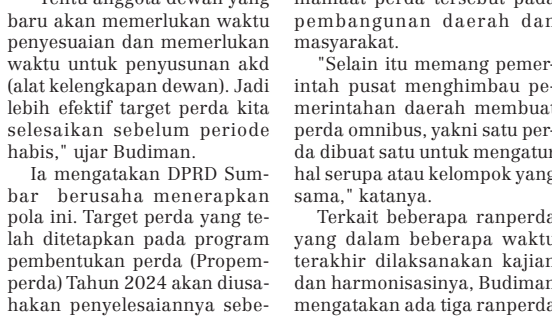 Tentu anggota dewan yang
baru akan memerlukan waktu
penyesuaian dan memerlukan
waktu untuk penyusunan akd
(alat kelengkapan dewan). Jadi
lebih efektif target perda kita
selesaikan sebelum periode
habis," ujar Budiman.
Ia mengatakan DPRD Sum-
bar berusaha menerapkan
pola ini. Target perda yang te-
lah ditetapkan pada program
pembentukan perda (Propem-
perda) Tahun 2024 akan diusa-
hakan penyelesaiannya sebe-
manfaat perda tersebut pada
pembangunan daerah dan
masyarakat.
"Selain itu memang pemer-
intah pusat menghimbau pe-
merintahan daerah membuat
perda omnibus, yakni satu per-
da dibuat satu untuk mengatur
hal serupa atau kelompok yang
sama," katanya.
Terkait beberapa ranperda
yang dalam beberapa waktu
terakhir dilaksanakan kajian
dan harmonisasinya, Budiman
mengatakan ada tiga ranperda